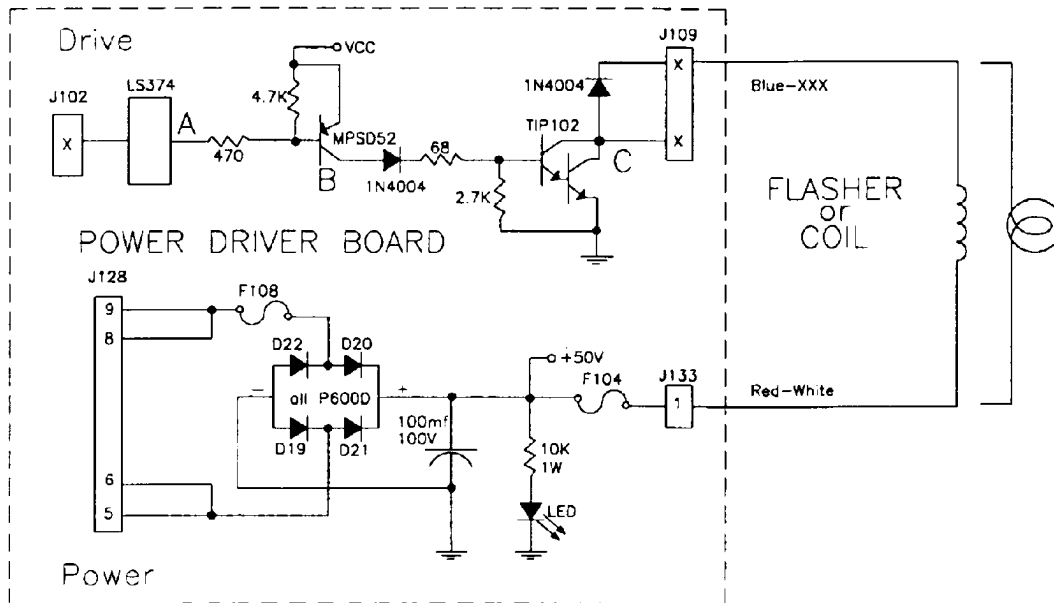 Drive
J109
VCC
LS374
J102
4.7K
1N4004
X
Blue-XXX
X
A
MPSD52
TIP102
X
470
68
B
1N4004
C
2.7K
FLASHER
or
COIL
POWER DRIVER BOARD
J128
F108
9
8
D22
D20
+50V
F104
J133
−
+
Red-White
all P600D
1
100mf
100V
D19
D21
10K
1W
6
LED
5
Power